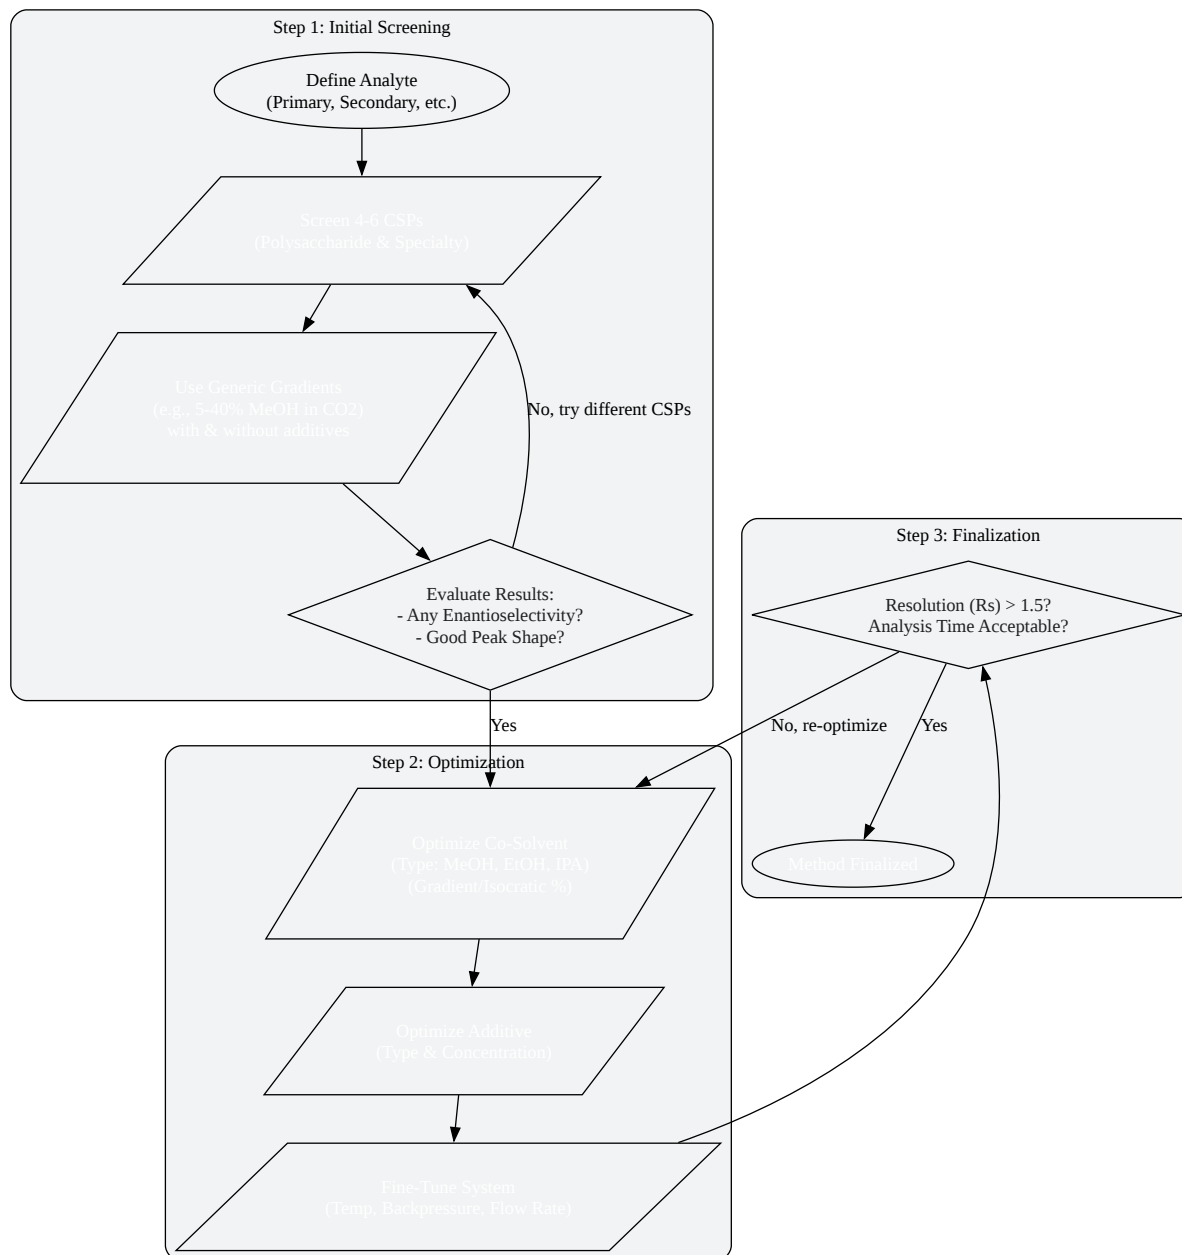 Step 1: Initial Screening
Define Analyte
(Primary, Secondary, etc.)
Screen 4-6 CSPs
(Polysaccharide & Specialty)
Use Generic Gradients
(e.g., 5-40% MeOH in CO2)
with & without additives
No, try different CSPs
Evaluate Results:
- Any Enantioselectivity?
- Good Peak Shape?
Yes
Step 2: Optimization
Optimize Co-Solvent
(Type: MeOH, EtOH, IPA)
(Gradient/Isocratic %)
Optimize Additive
(Type & Concentration)
Fine-Tune System
(Temp, Backpressure, Flow Rate)
Step 3: Finalization
Resolution (Rs) > 1.5?
Analysis Time Acceptable?
No, re-optimize
Yes
Method Finalized